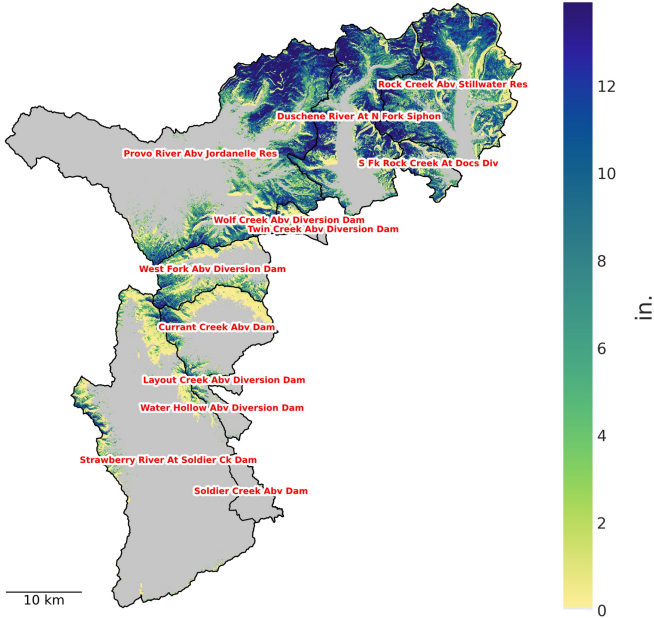 Rock Creek Abv Stillwater Res
Duschene River At N Fork Siphon
Provo River Abv Jordanelle Res
S Fk Rock Creek At Docs Div
Wolf Creek Abv Diversion Dam
Twin Creek Abv Diversion Dam
West Fork Abv Diversion Dam
Currant Creek Abv Dam
Layout Creek Abv Diversion Dam
Water Hollow Abv Diversion Dam
Strawberry River At Soldier Ck Dam
Soldier Creek Abv Dam
10 km
12
10
8
6
4
2
0
in.